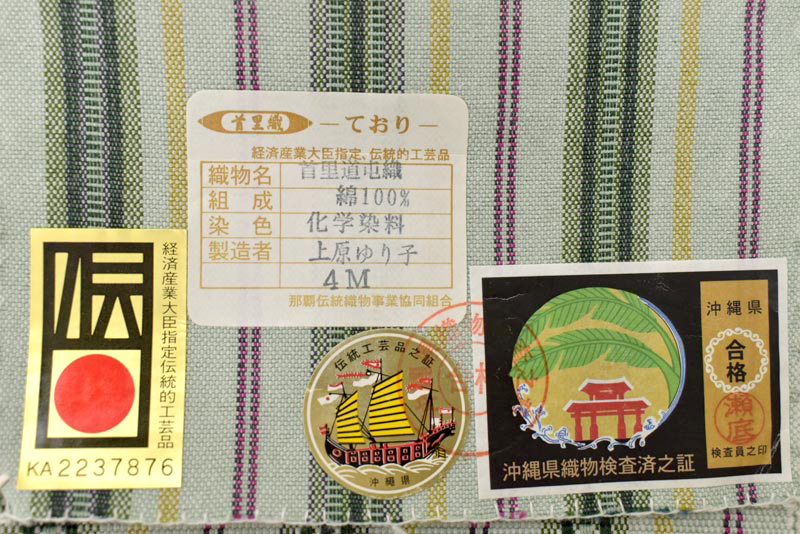 首里織
ーておりー
経済産業大臣指定、伝統的工芸品
織物名 首里道屯織
組成 綿100%
染色 化学染料
製造者 上原ゆり子
4M
那覇伝統織物事業協同組合
伝
経済産業大臣指定伝統的工芸品
KA2237876
伝統工芸品之証
沖縄県
沖縄県
合格
瀬底
検査員之印
沖縄県織物検査済之証